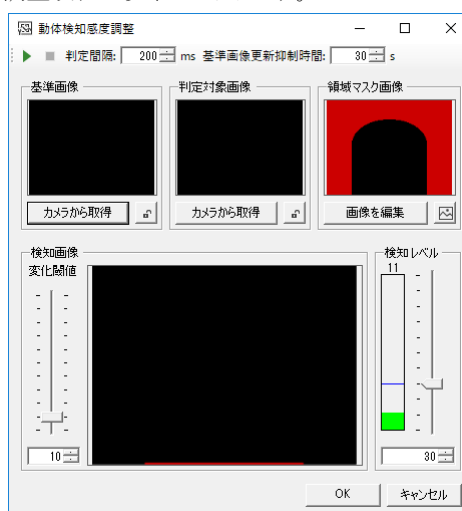 動体検知感度調整
判定間隔: 200 ms 基準画像更新抑制時間: 30 s
基準画像 判定対象画像 領域マスク画像
カメラから取得 カメラから取得 画像を編集
検知画像 検知レベル
変化閾値 11
10 30
OK キャンセル